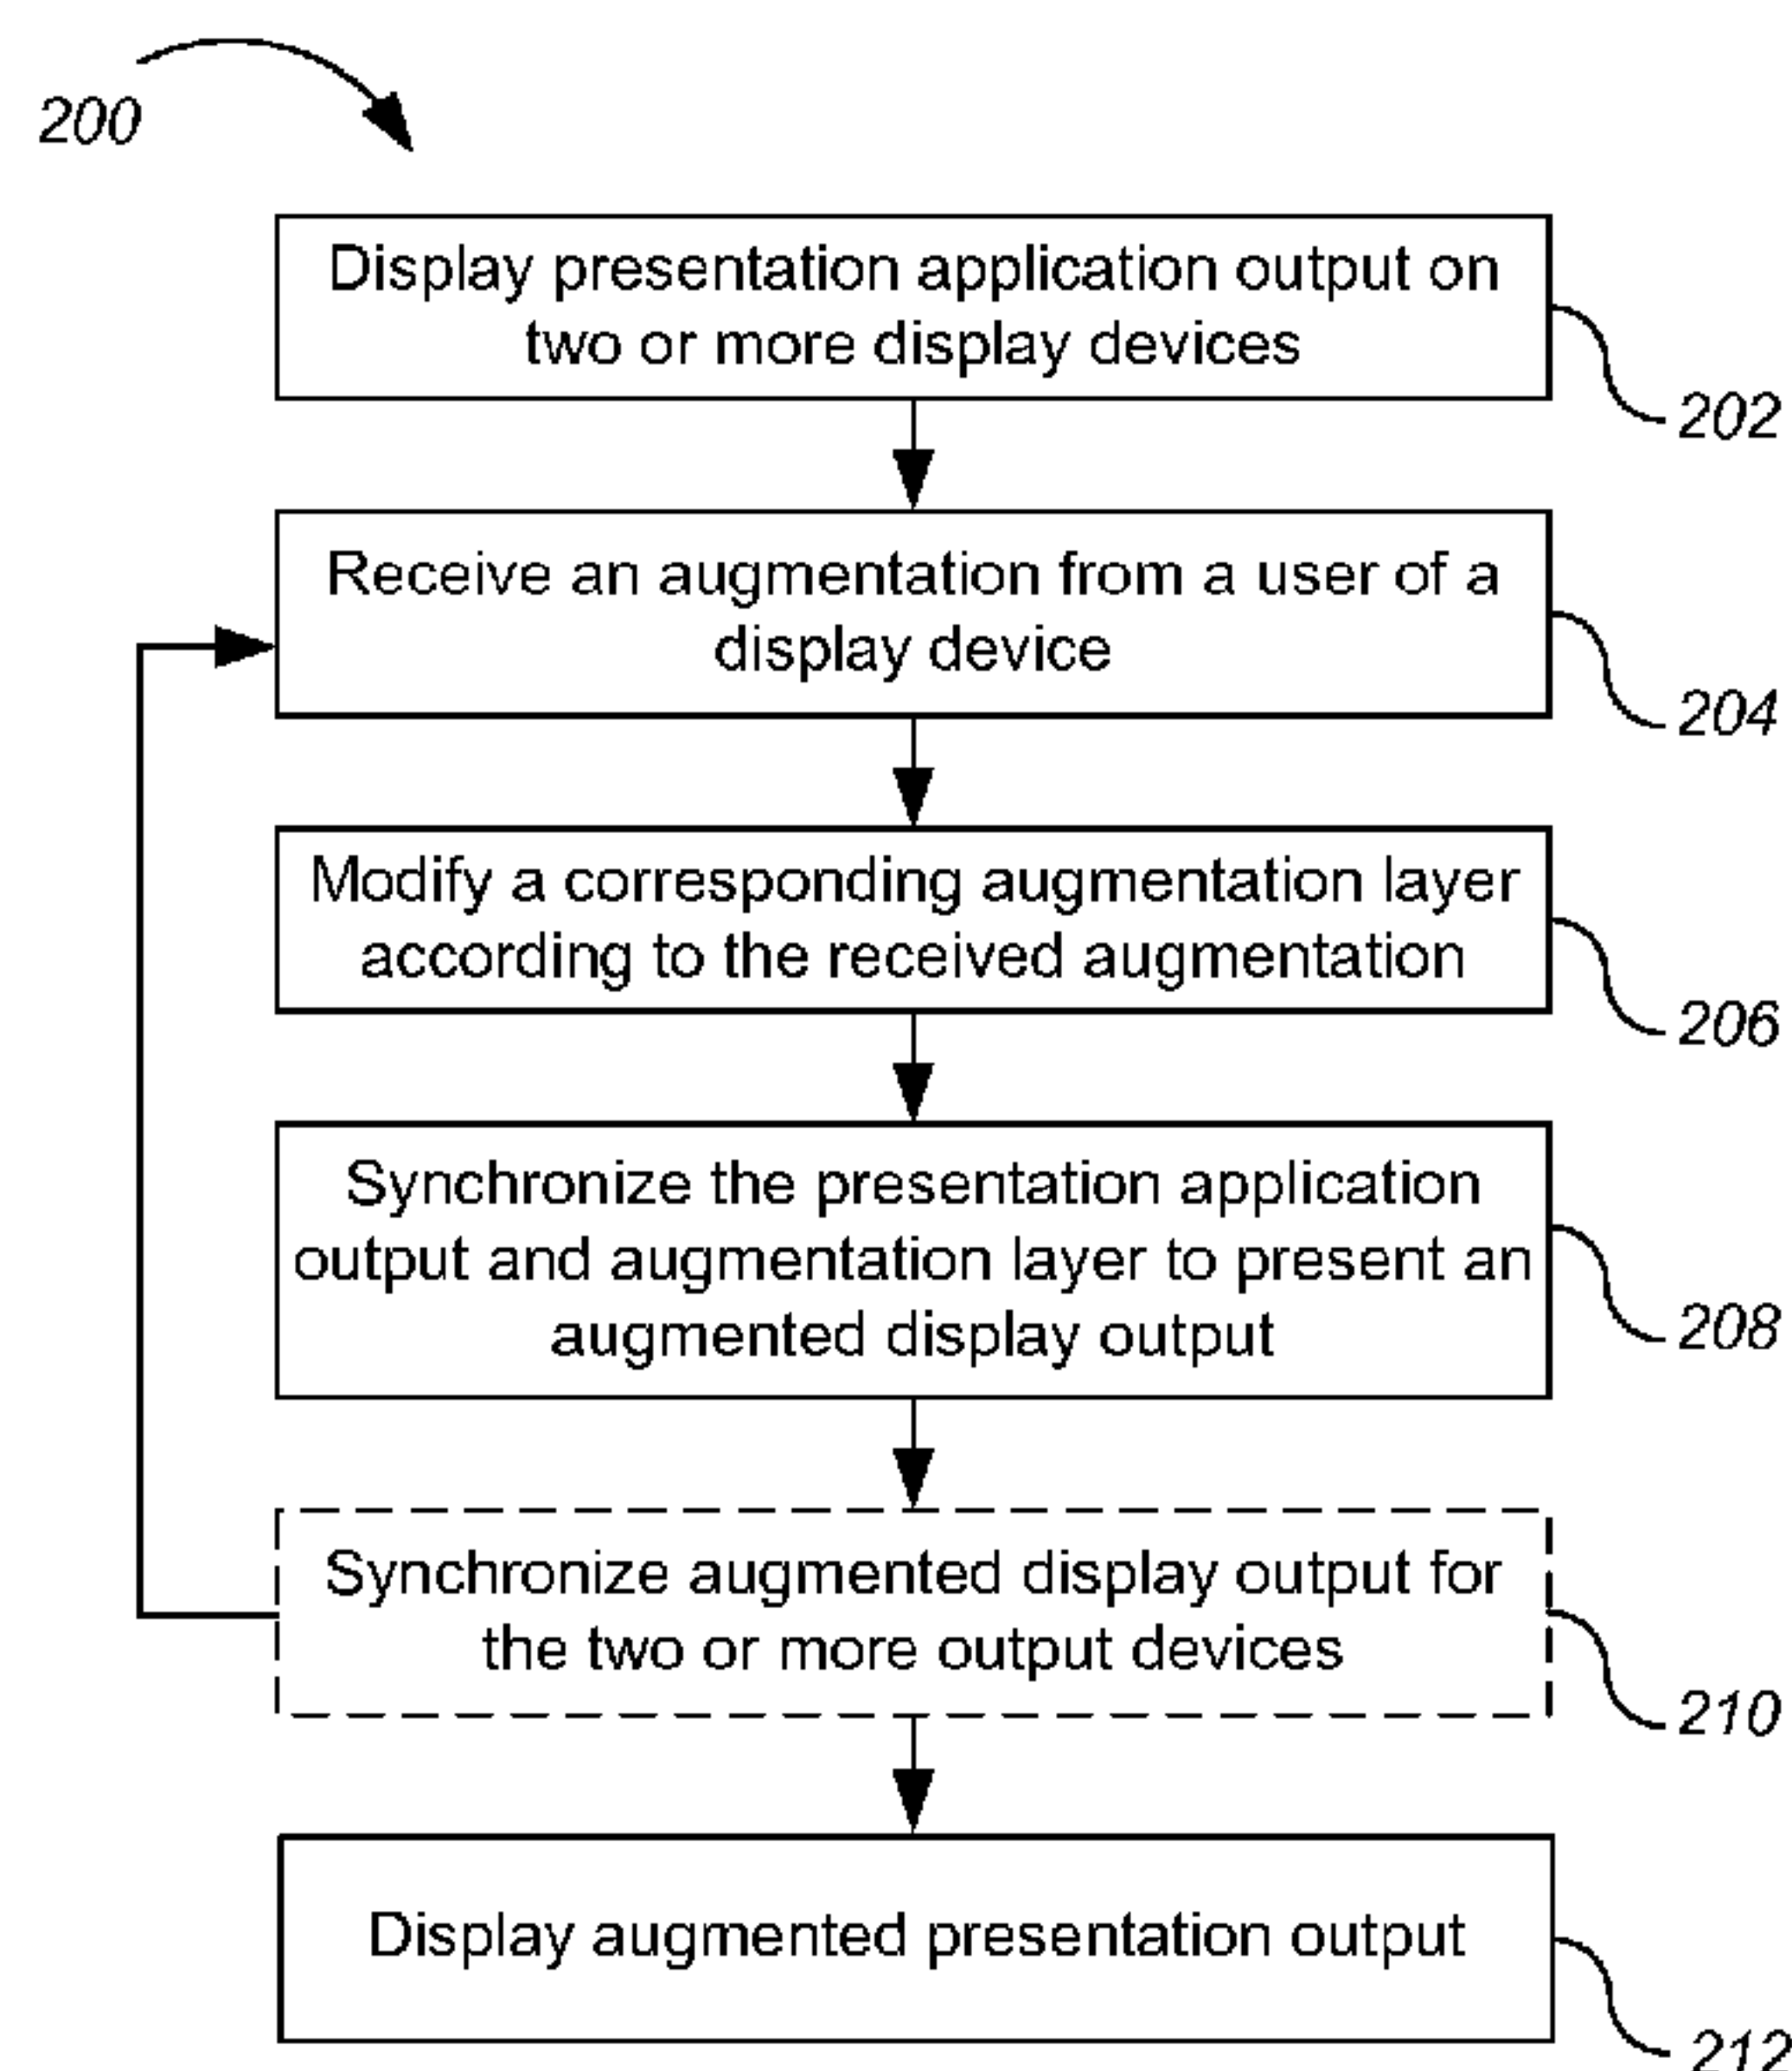 200
Display presentation application output on
two or more display devices
202
Receive an augmentation from a user of a
display device
204
Modify a corresponding augmentation layer
according to the received augmentation
206
Synchronize the presentation application
output and augmentation layer to present an
augmented display output
208
Synchronize augmented display output for
the two or more output devices
210
Display augmented presentation output
212